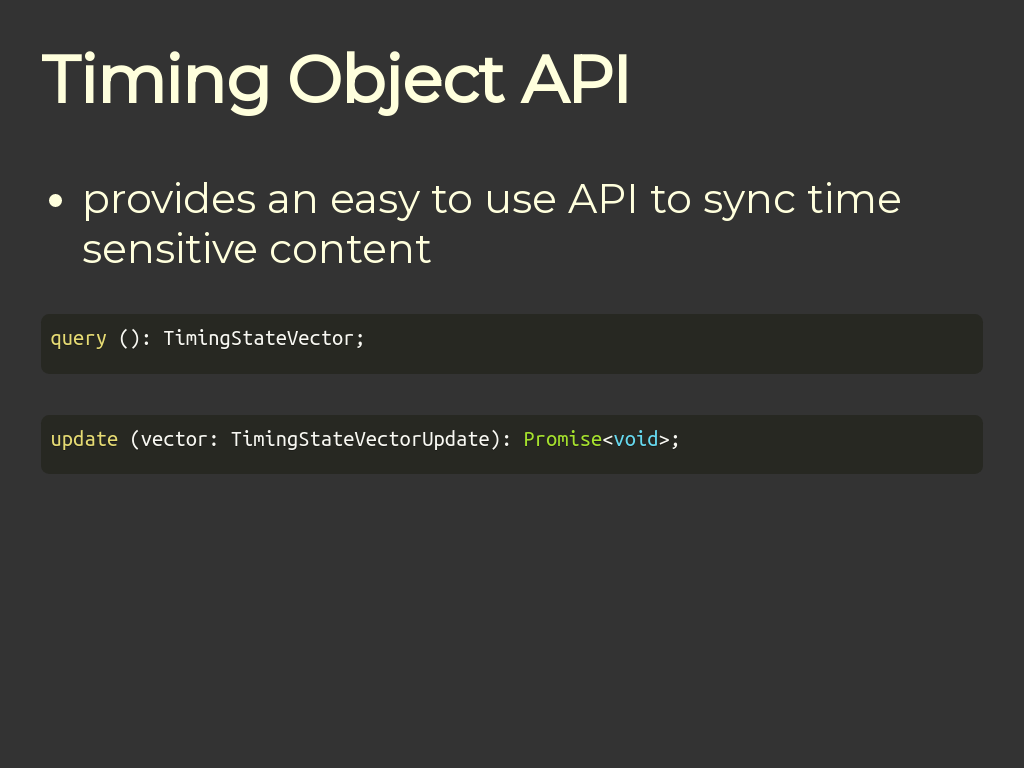 Timing Object API
• provides an easy to use API to sync time
sensitive content
query (): TimingStateVector;
update (vector: TimingStateVectorUpdate): Promise<void>;